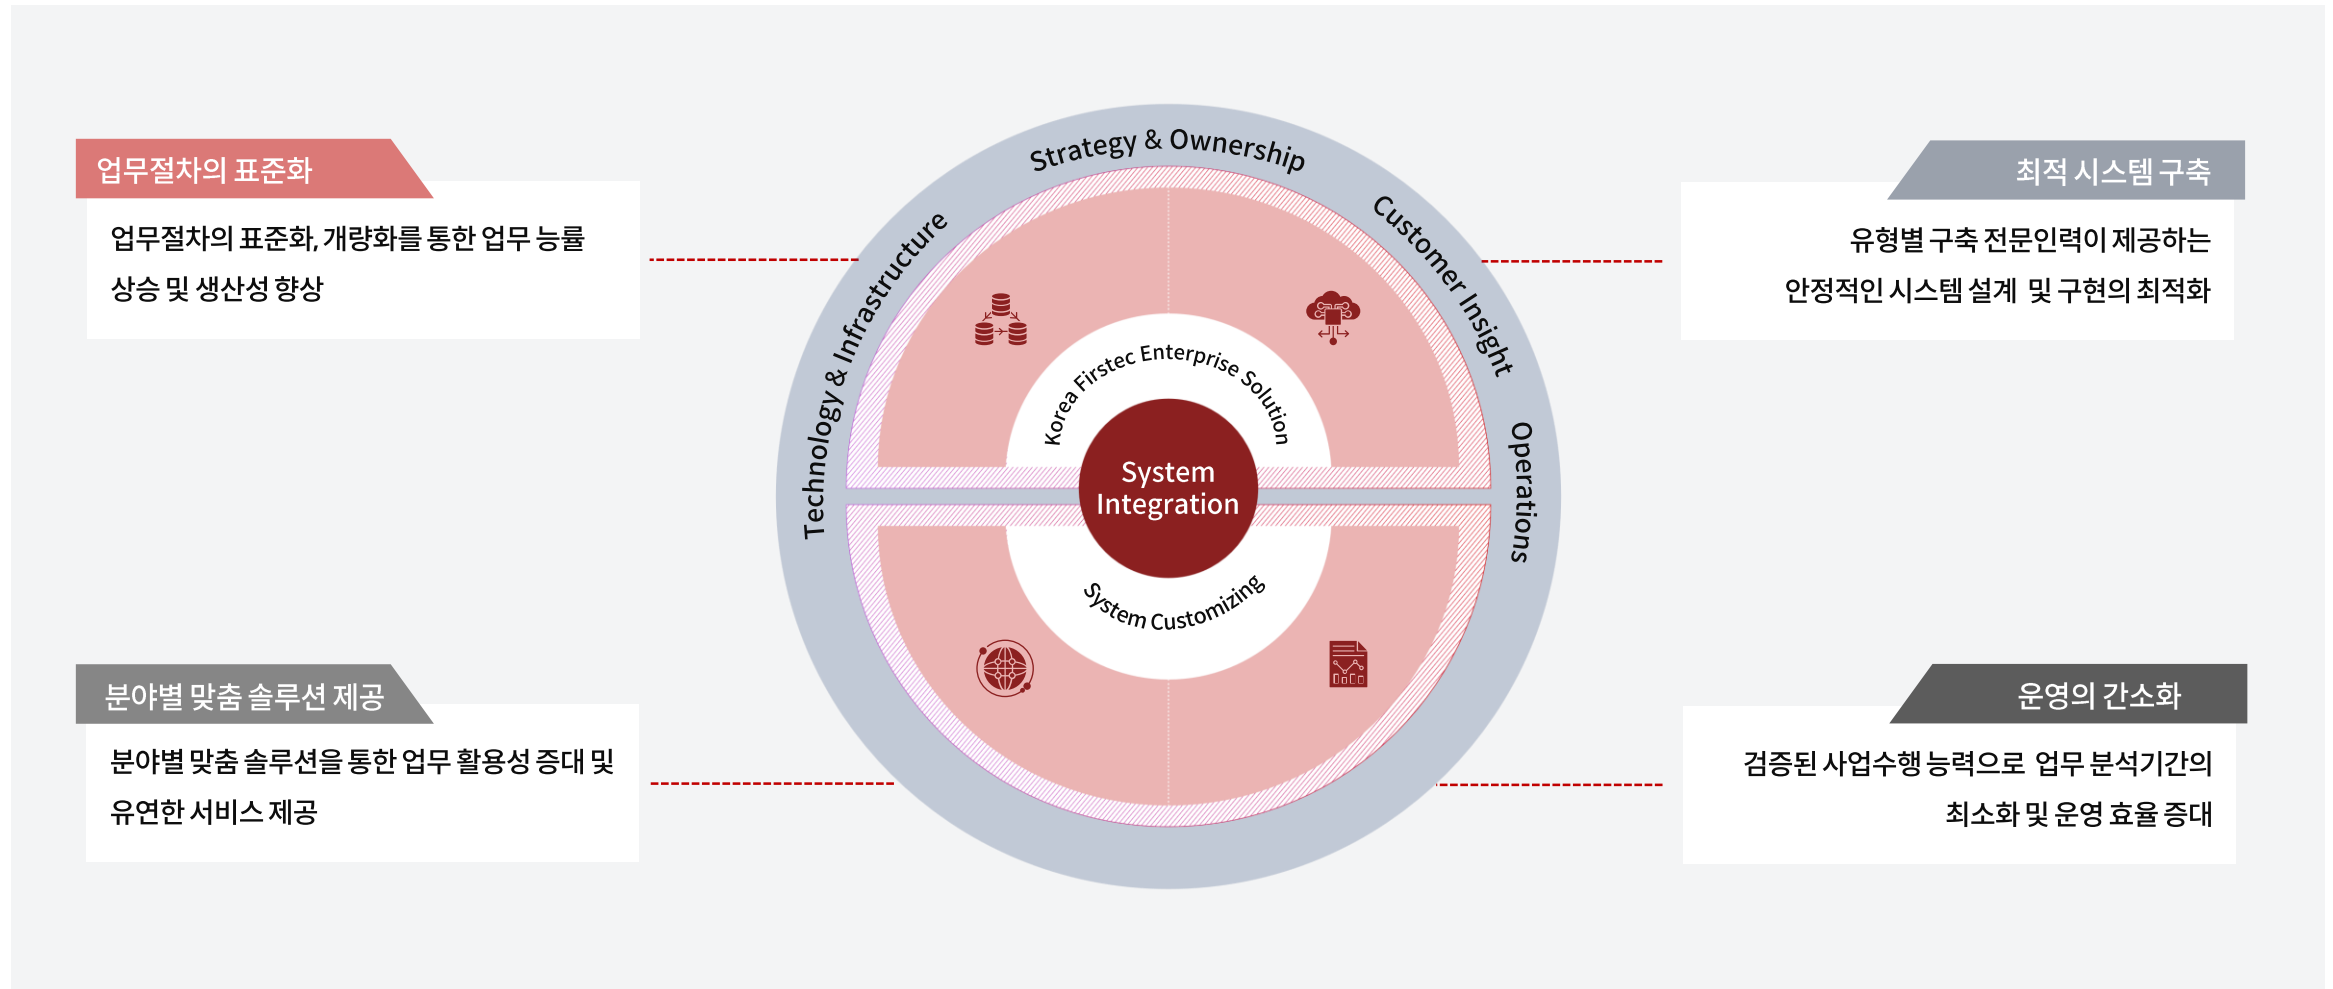 업무절차의 표준화
업무절차의 표준화, 개량화를 통한 업무 능률
상승 및 생산성 향상
최적 시스템 구축
유형별 구축 전문인력이 제공하는
안정적인 시스템 설계 및 구현의 최적화
Technology & Infrastructure
Strategy & Ownership
Customer Insight
Operations
Korea Firstec Enterprise Solution
System
Integration
System Customizing
분야별 맞춤 솔루션 제공
분야별 맞춤 솔루션을 통한 업무 활용성 증대 및
유연한 서비스 제공
운영의 간소화
검증된 사업수행 능력으로 업무 분석기간의
최소화 및 운영 효율 증대